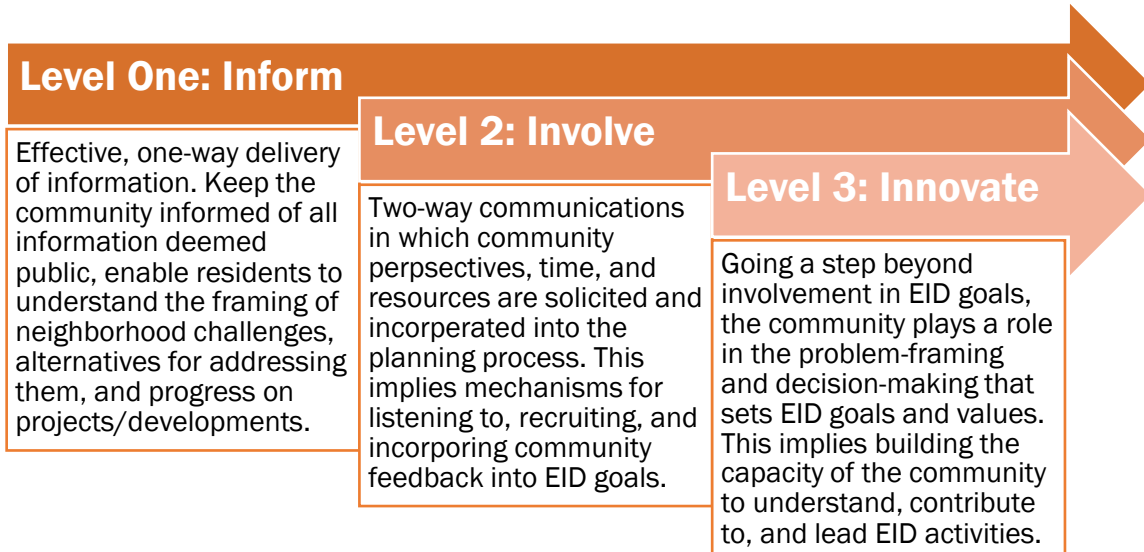 Level One: Inform
Effective, one-way delivery
of information. Keep the
community informed of all
information deemed
public, enable residents to
understand the framing of
neighborhood challenges,
alternatives for addressing
them, and progress on
projects/developments.
Level 2: Involve
Two-way communications
in which community
perpsectives, time, and
resources are solicited and
incorperated into the
planning process. This
implies mechanisms for
listening to, recruiting, and
incorporing community
feedback into EID goals.
Level 3: Innovate
Going a step beyond
involvement in EID goals,
the community plays a role
in the problem-framing
and decision-making that
sets EID goals and values.
This implies building the
capacity of the community
to understand, contribute
to, and lead EID activities.